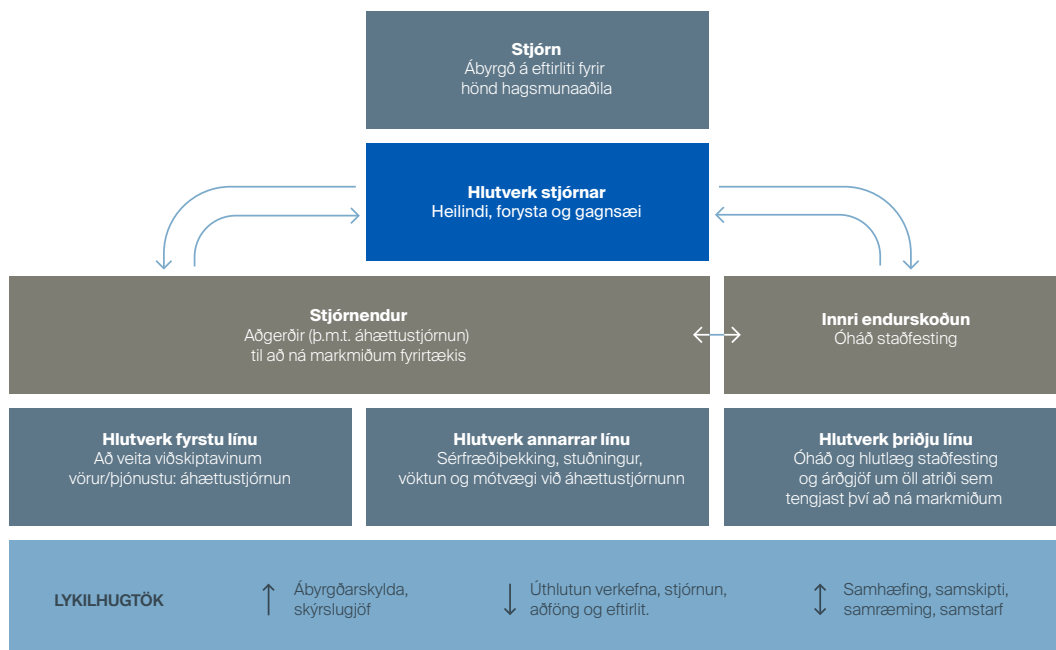 Stjórn
Ábyrgð á eftirliti fyrir
hönd hagsmunaaðila
Hlutverk stjórnar
Heilindi, forysta og gagnsæi
Stjórnendur
Aðgerðir (þ.m.t. áhættustjórnun)
til að ná markmiðum fyrirtækis
Innri endurskoðun
Óháð staðfesting
Hlutverk fyrstu línu
Að veita viðskiptavinum
vörur/þjónustu: áhættustjórnun
Hlutverk annarrar línu
Sérfræðiþekking, stuðningur,
vöktun og mótvægi við áhættustjórnunn
Hlutverk þriðju línu
Óháð og hlutlæg staðfesting
og árðgjöf um öll atriði sem
tengjast því að ná markmiðum
LYKILHUGTÖK
Ábyrgðarskylda,
skýrslugjöf
Úthlutun verkefna, stjórnun,
aðföng og eftirlit.
Samhæfing, samskipti,
samræming, samstarf